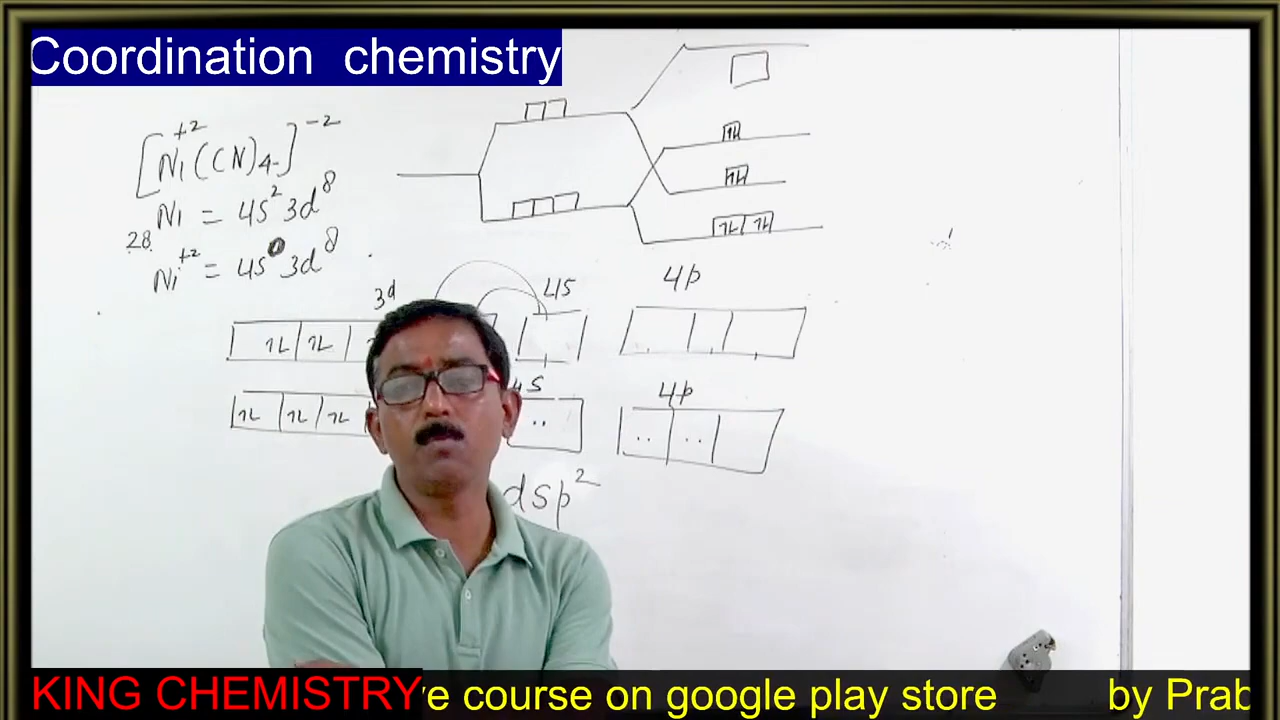 Coordination chemistry
[Ni⁺²(CN)₄]⁻²
Ni = 4s² 3d⁸
28
Ni⁺² = 4s⁰ 3d⁸
3d
4s
4p
4s
4p
dsp²
KING CHEMISTRY
ve course on google play store by Prab